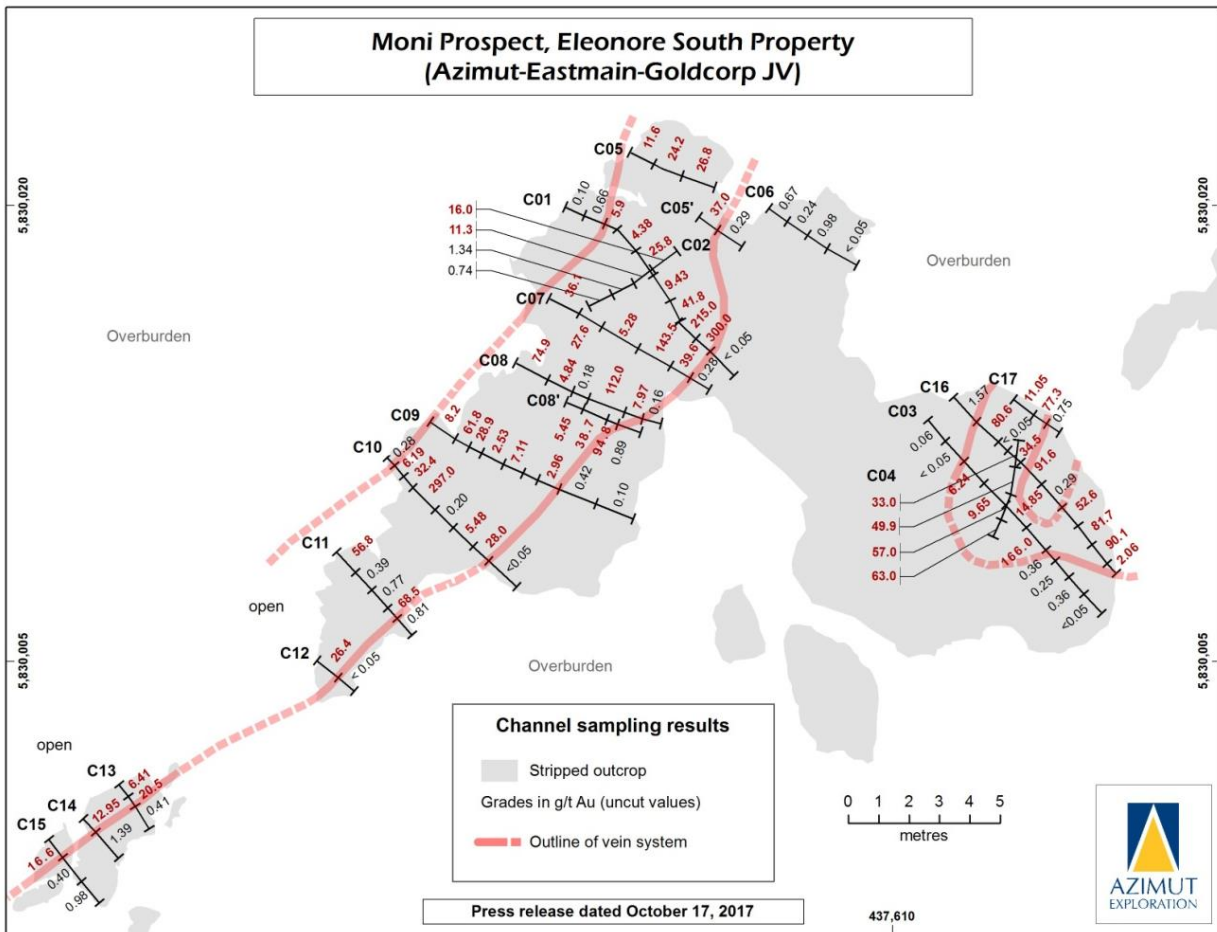 Moni Prospect, Eleonore South Property
(Azimut-Eastmain-Goldcorp JV)
5,830,020
5,830,020
C05
11.6
24.2
26.8
C01
0.10
0.66
5.9
4.38
9.43
41.8
215.0
300.0
< 0.05
C05'
37.0
0.29
C06
0.67
0.24
0.98
< 0.05
C02
25.8
16.0
11.3
1.34
0.74
Overburden
Overburden
C07
36.1
27.6
5.28
143.5
39.6
0.28
C08
74.9
4.84
0.18
112.0
7.97
0.16
C08'
5.45
38.7
94.8
0.89
C09
8.2
61.8
28.9
2.53
7.11
2.96
0.42
0.10
C10
0.28
6.19
32.4
297.0
0.20
5.48
28.0
<0.05
C16
1.57
80.6
< 0.05
34.5
91.6
0.29
52.6
81.7
90.1
2.06
C17
11.05
77.3
0.75
C03
0.06
< 0.05
6.24
9.65
14.85
166.0
0.36
0.25
0.36
<0.05
C04
33.0
49.9
57.0
63.0
C11
56.8
0.39
0.77
68.5
0.81
open
C12
26.4
< 0.05
Overburden
5,830,005
5,830,005
open
C13
6.41
20.5
0.41
C14
12.95
1.39
C15
16.6
0.40
0.98
Channel sampling results
Stripped outcrop
Grades in g/t Au (uncut values)
Outline of vein system
0 1 2 3 4 5
metres
Press release dated October 17, 2017
437,610
AZIMUT
EXPLORATION